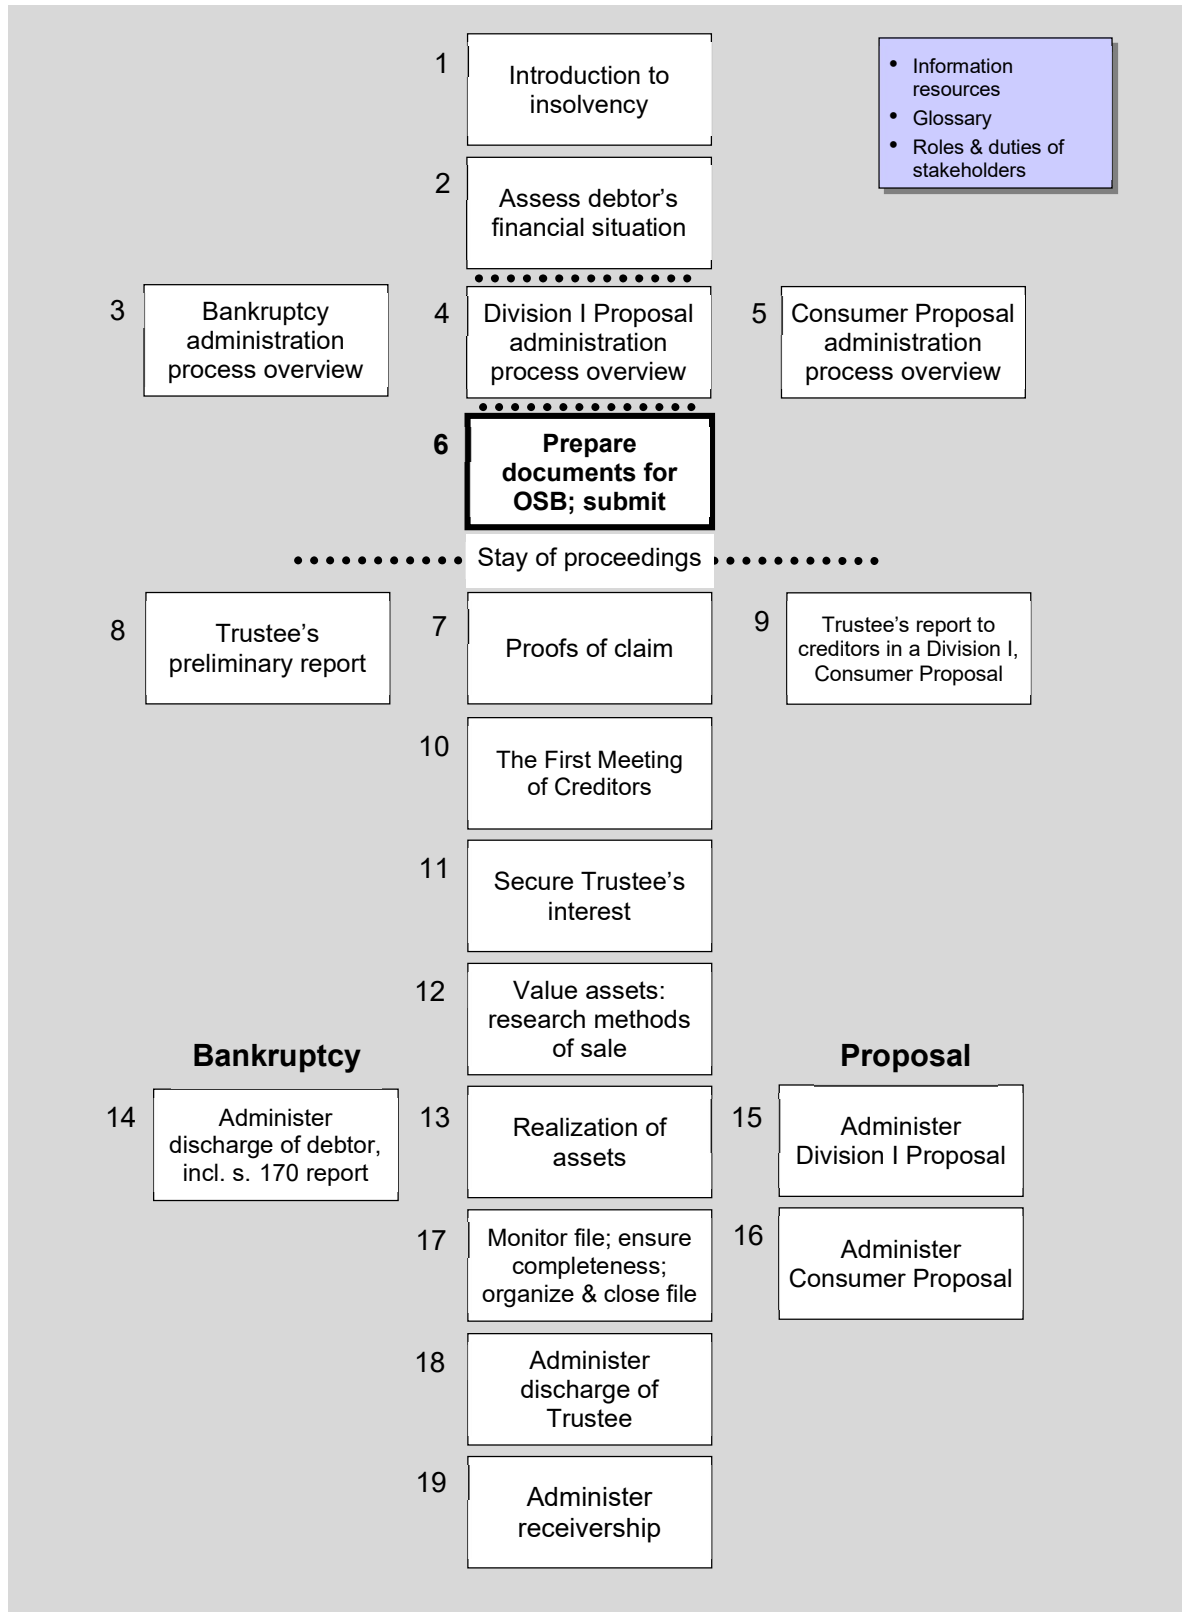 1
Introduction to
insolvency
• Information
resources
• Glossary
• Roles & duties of
stakeholders
2
Assess debtor’s
financial situation
3
Bankruptcy
administration
process overview
4
Division I Proposal
administration
process overview
5
Consumer Proposal
administration
process overview
6
Prepare
documents for
OSB; submit
Stay of proceedings
8
Trustee’s
preliminary report
7
Proofs of claim
9
Trustee’s report to
creditors in a Division I,
Consumer Proposal
10
The First Meeting
of Creditors
11
Secure Trustee’s
interest
12
Value assets:
research methods
of sale
Bankruptcy
Proposal
14
Administer
discharge of debtor,
incl. s. 170 report
13
Realization of
assets
15
Administer
Division I Proposal
17
Monitor file; ensure
completeness;
organize & close file
16
Administer
Consumer Proposal
18
Administer
discharge of
Trustee
19
Administer
receivership